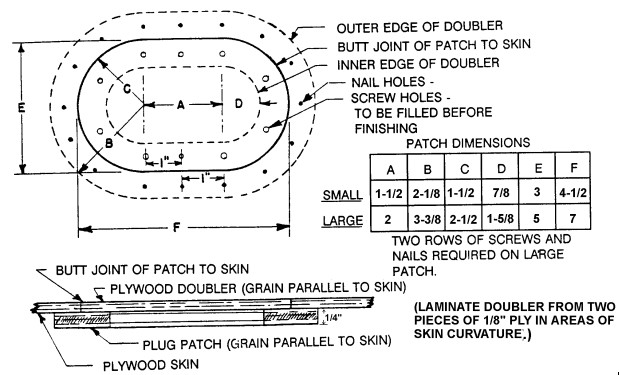 OUTER EDGE OF DOUBLER
BUTT JOINT OF PATCH TO SKIN
INNER EDGE OF DOUBLER
NAIL HOLES -
SCREW HOLES -
TO BE FILLED BEFORE
FINISHING
E
C
A
D
B
1"
1"
F
PATCH DIMENSIONS
A B C D E F
SMALL 1-1/2 2-1/8 1-1/2 7/8 3 4-1/2
LARGE 2 3-3/8 2-1/2 1-5/8 5 7
TWO ROWS OF SCREWS AND
NAILS REQUIRED ON LARGE
PATCH.
BUTT JOINT OF PATCH TO SKIN
PLYWOOD DOUBLER (GRAIN PARALLEL TO SKIN)
1/4"
PLUG PATCH (GRAIN PARALLEL TO SKIN)
PLYWOOD SKIN
(LAMINATE DOUBLER FROM TWO
PIECES OF 1/8" PLY IN AREAS OF
SKIN CURVATURE.)